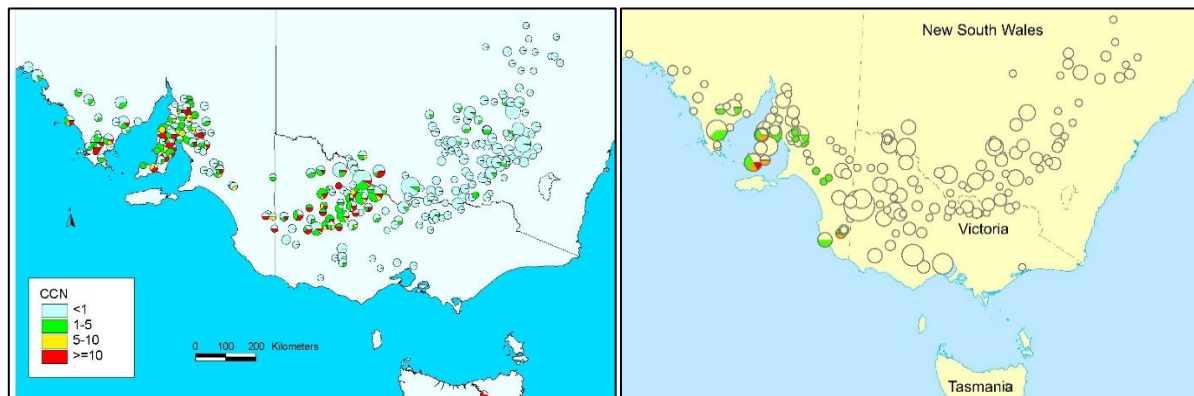 CCN
<1
1-5
5-10
>=10
0 100 200 Kilometers
New South Wales
Victoria
Tasmania